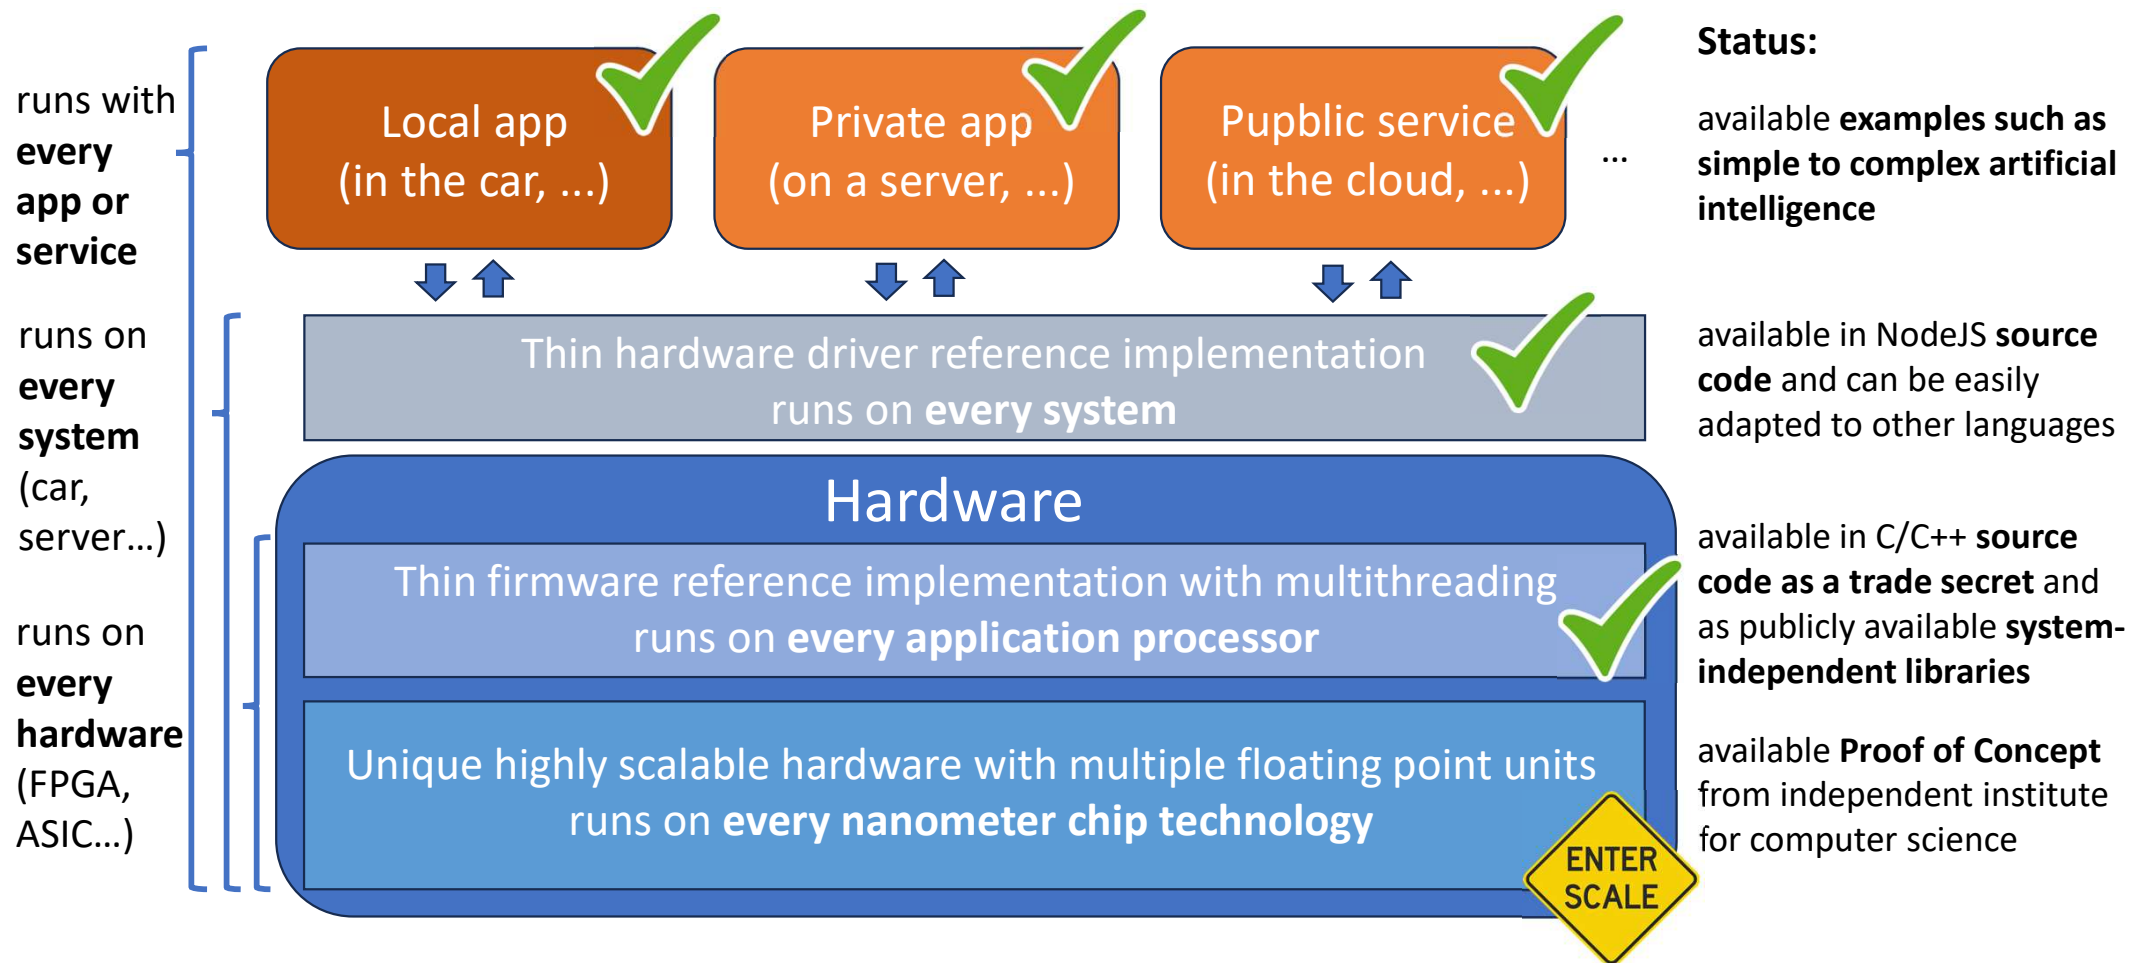 runs with
every
app or
service
runs on
every
system
(car,
server...)
runs on
every
hardware
(FPGA,
ASIC...)
Local app
(in the car, ...)
Private app
(on a server, ...)
Pupblic service
(in the cloud, ...)
...
Thin hardware driver reference implementation
runs on every system
Hardware
Thin firmware reference implementation with multithreading
runs on every application processor
Unique highly scalable hardware with multiple floating point units
runs on every nanometer chip technology
ENTER
SCALE
Status:
available examples such as
simple to complex artificial
intelligence
available in NodeJS source
code and can be easily
adapted to other languages
available in C/C++ source
code as a trade secret and
as publicly available system-
independent libraries
available Proof of Concept
from independent institute
for computer science